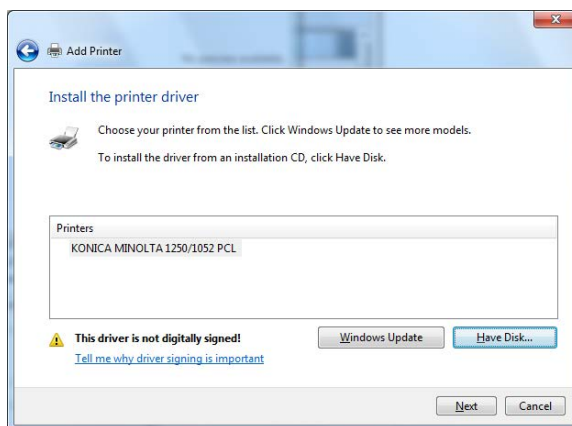 Add Printer
Install the printer driver
Choose your printer from the list. Click Windows Update to see more models.
To install the driver from an installation CD, click Have Disk.
Printers
KONICA MINOLTA 1250/1052 PCL
This driver is not digitally signed!
Windows Update
Have Disk...
Tell me why driver signing is important
Next
Cancel